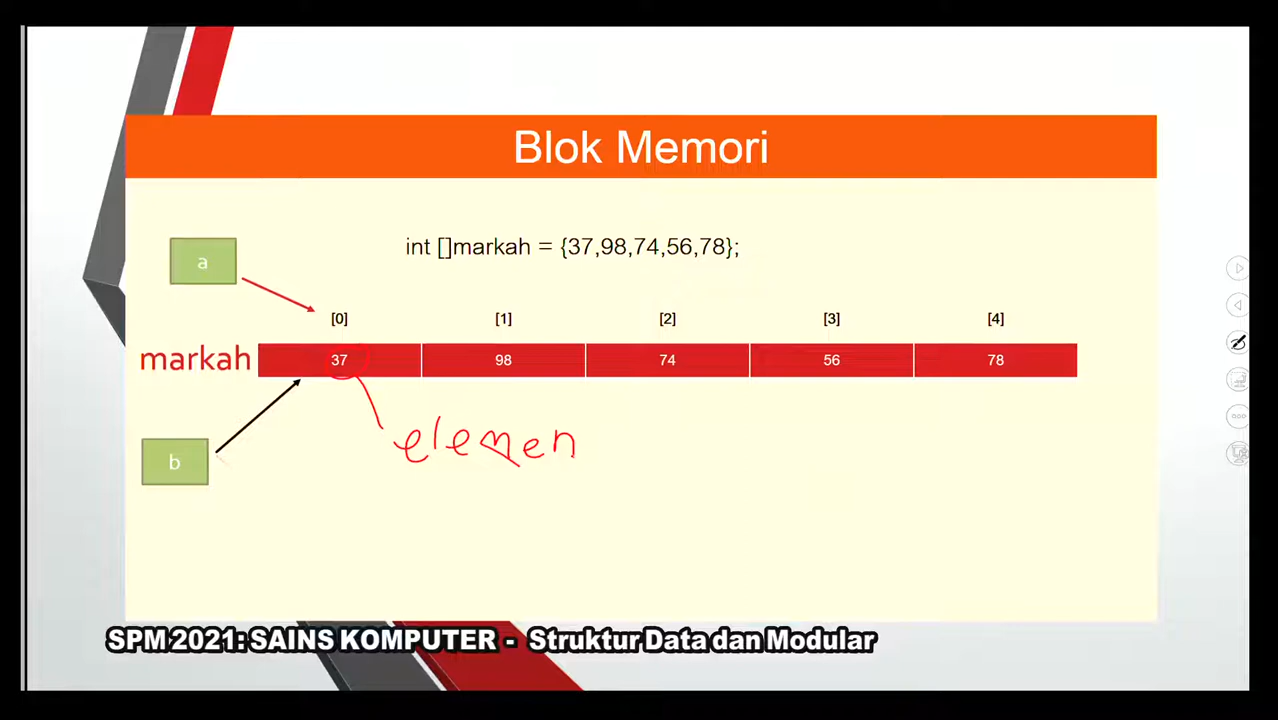 Blok Memori
int []markah = {37,98,74,56,78};
a
[0] [1] [2] [3] [4]
markah 37 98 74 56 78
elemen
b
SPM 2021: SAINS KOMPUTER - Struktur Data dan Modular